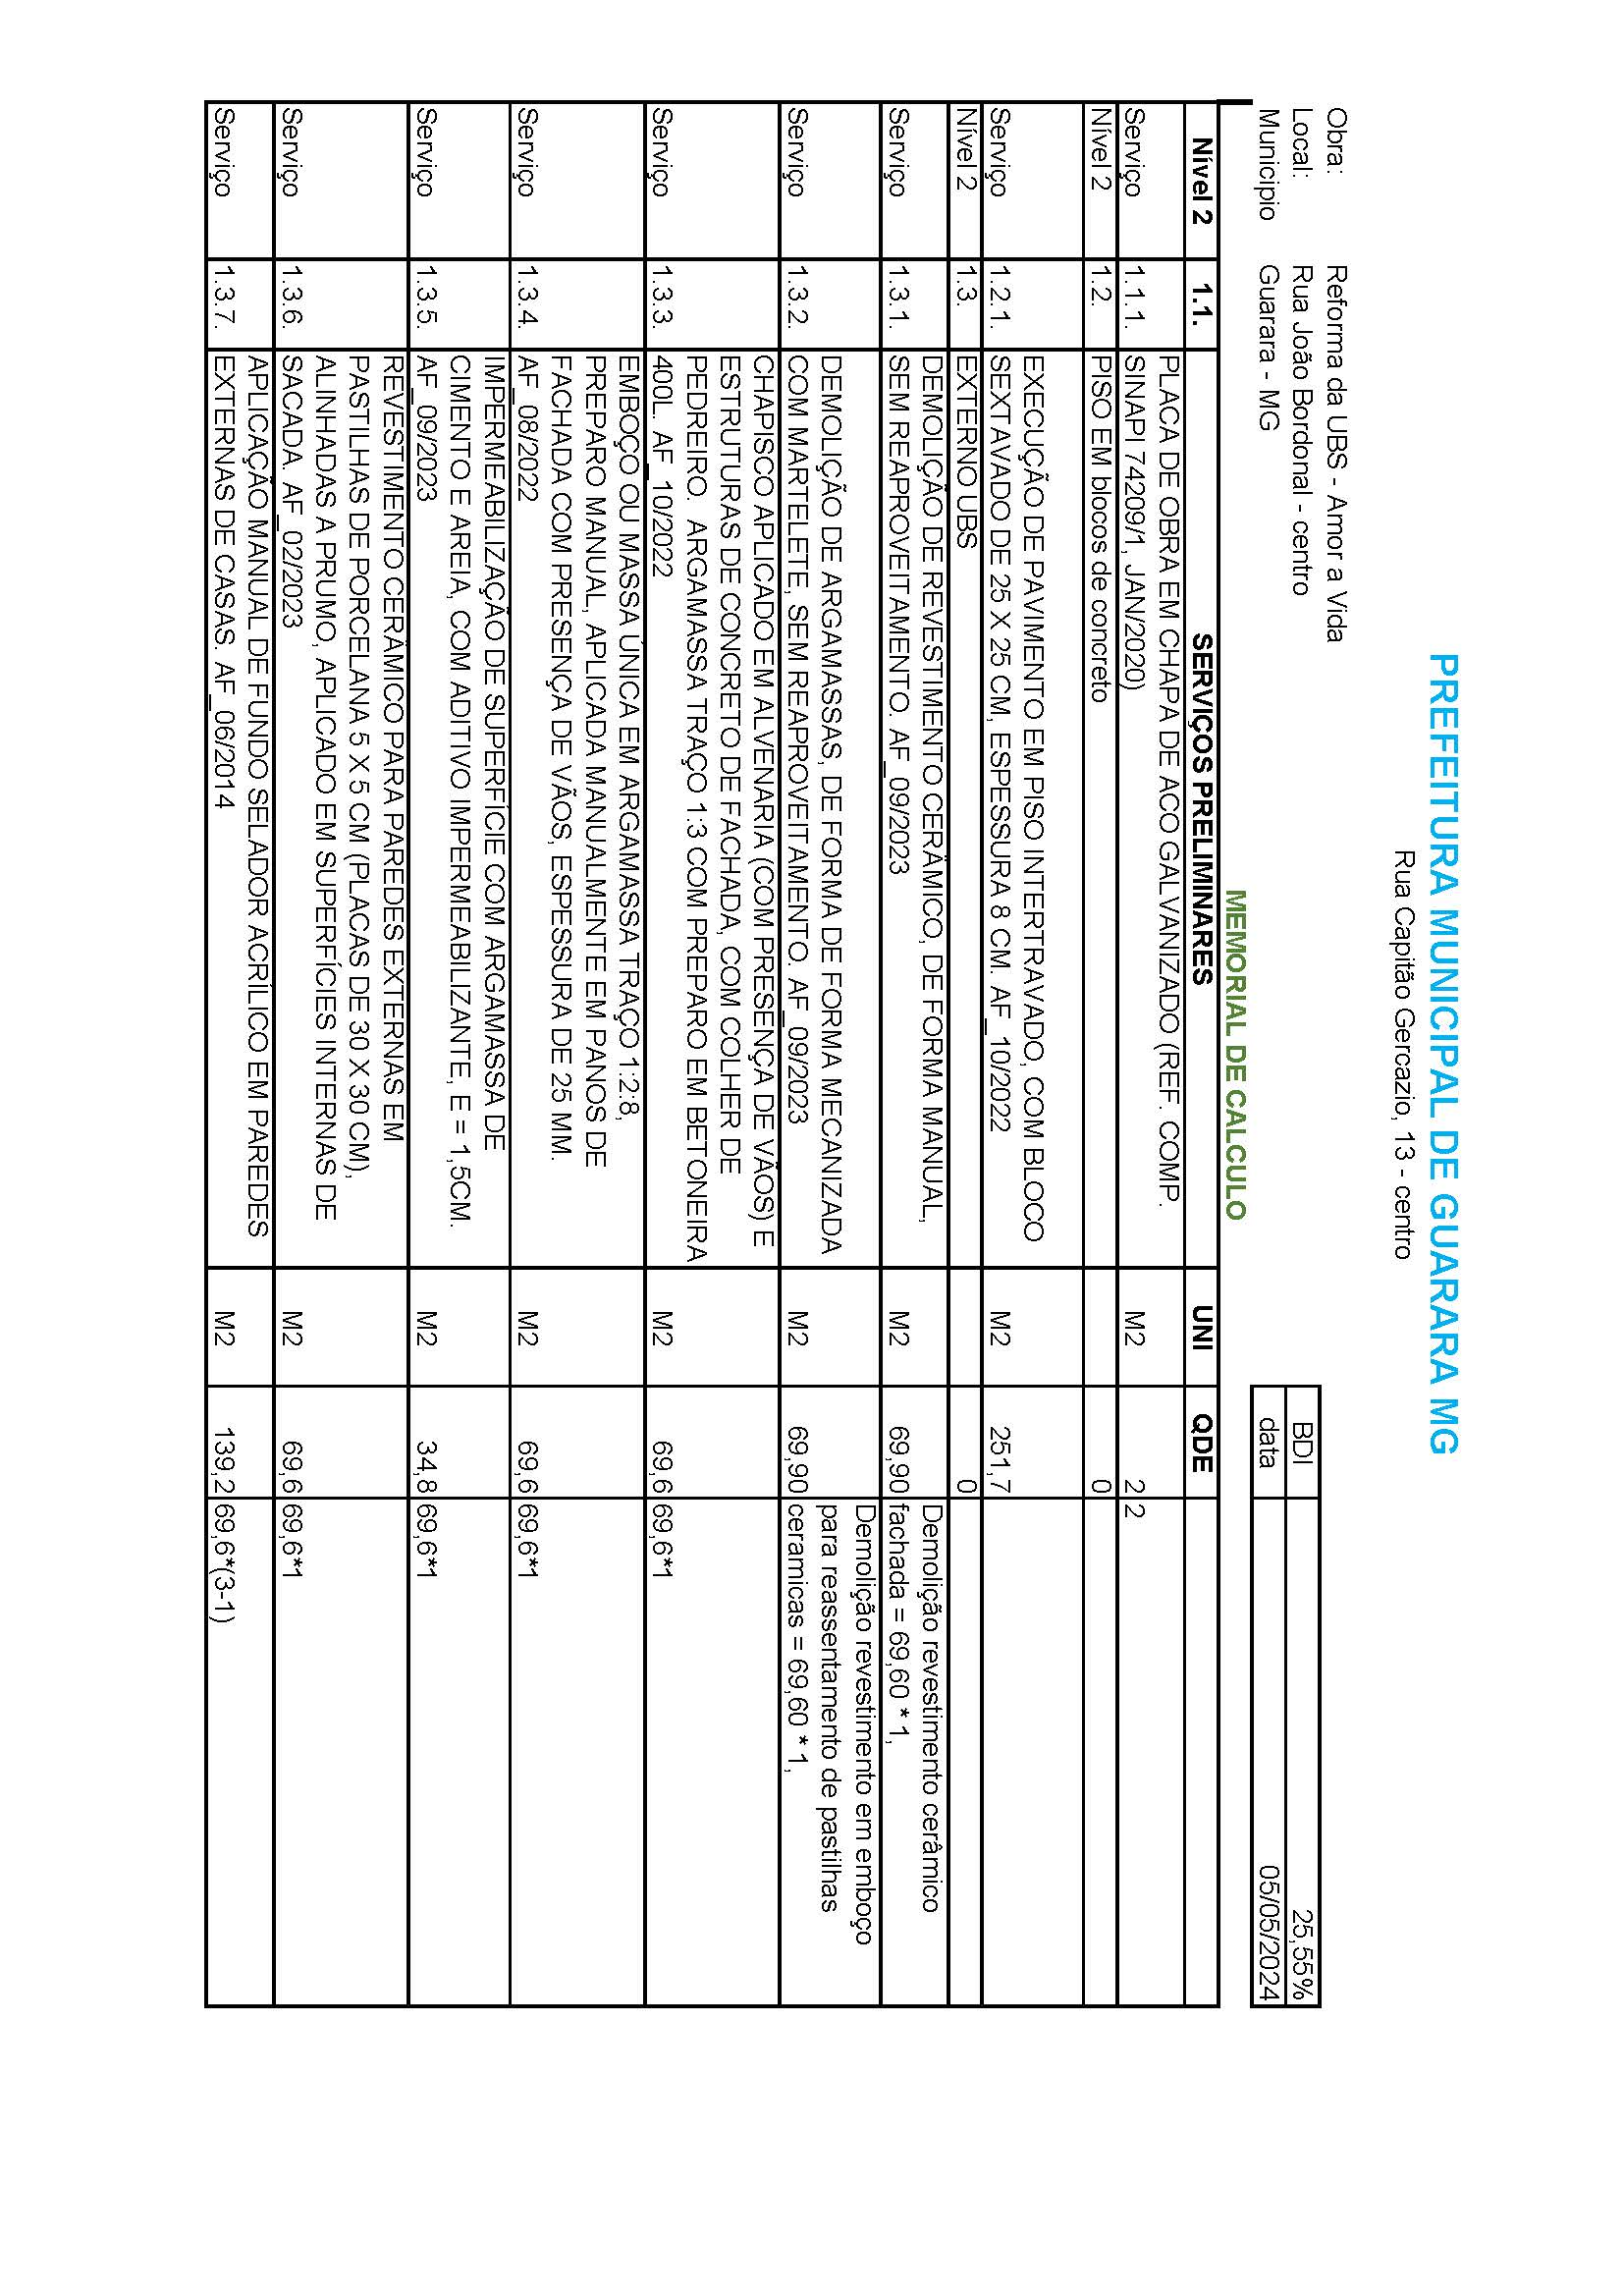 PREFEITURA MUNICIPAL DE GUARARA MG
Rua Capitão Gercazio, 13 - centro
Obra: Reforma da UBS - Amor a Vida
Local: Rua João Bordonal - centro
BDI 25,55%
Municipio Guarara - MG
data 05/05/2024
MEMORIAL DE CALCULO
Nível 2 1.1. SERVIÇOS PRELIMINARES UNI QDE
PLACA DE OBRA EM CHAPA DE ACO GALVANIZADO (REF. COMP.
Serviço 1.1.1. SINAPI 74209/1, JAN/2020) M2 2 2
Nível 2 1.2. PISO EM blocos de concreto 0
EXECUÇÃO DE PAVIMENTO EM PISO INTERTRAVADO, COM BLOCO
Serviço 1.2.1. SEXTAVADO DE 25 X 25 CM, ESPESSURA 8 CM. AF_10/2022 M2 251,7
Nível 2 1.3. EXTERNO UBS 0
DEMOLIÇÃO DE REVESTIMENTO CERÂMICO, DE FORMA MANUAL, Demolição revestimento cerâmico
Serviço 1.3.1. SEM REAPROVEITAMENTO. AF_09/2023 M2 69,90 fachada = 69,60 * 1,
Demolição revestimento em emboço
DEMOLIÇÃO DE ARGAMASSAS, DE FORMA DE FORMA MECANIZADA para reassentamento de pastilhas
Serviço 1.3.2. COM MARTELETE, SEM REAPROVEITAMENTO. AF_09/2023 M2 69,90 ceramicas = 69,60 * 1,
CHAPISCO APLICADO EM ALVENARIA (COM PRESENÇA DE VÃOS) E
ESTRUTURAS DE CONCRETO DE FACHADA, COM COLHER DE
PEDREIRO. ARGAMASSA TRAÇO 1:3 COM PREPARO EM BETONEIRA
Serviço 1.3.3. 400L. AF_10/2022 M2 69,6 69,6*1
EMBOÇO OU MASSA ÚNICA EM ARGAMASSA TRAÇO 1:2:8,
PREPARO MANUAL, APLICADA MANUALMENTE EM PANOS DE
FACHADA COM PRESENÇA DE VÃOS, ESPESSURA DE 25 MM.
Serviço 1.3.4. AF_08/2022 M2 69,6 69,6*1
IMPERMEABILIZAÇÃO DE SUPERFÍCIE COM ARGAMASSA DE
CIMENTO E AREIA, COM ADITIVO IMPERMEABILIZANTE, E = 1,5CM.
Serviço 1.3.5. AF_09/2023 M2 34,8 69,6*1
REVESTIMENTO CERÂMICO PARA PAREDES EXTERNAS EM
PASTILHAS DE PORCELANA 5 X 5 CM (PLACAS DE 30 X 30 CM),
ALINHADAS A PRUMO, APLICADO EM SUPERFÍCIES INTERNAS DE
Serviço 1.3.6. SACADA. AF_02/2023 M2 69,6 69,6*1
APLICAÇÃO MANUAL DE FUNDO SELADOR ACRÍLICO EM PAREDES
Serviço 1.3.7. EXTERNAS DE CASAS. AF_06/2014 M2 139,2 69,6*(3-1)